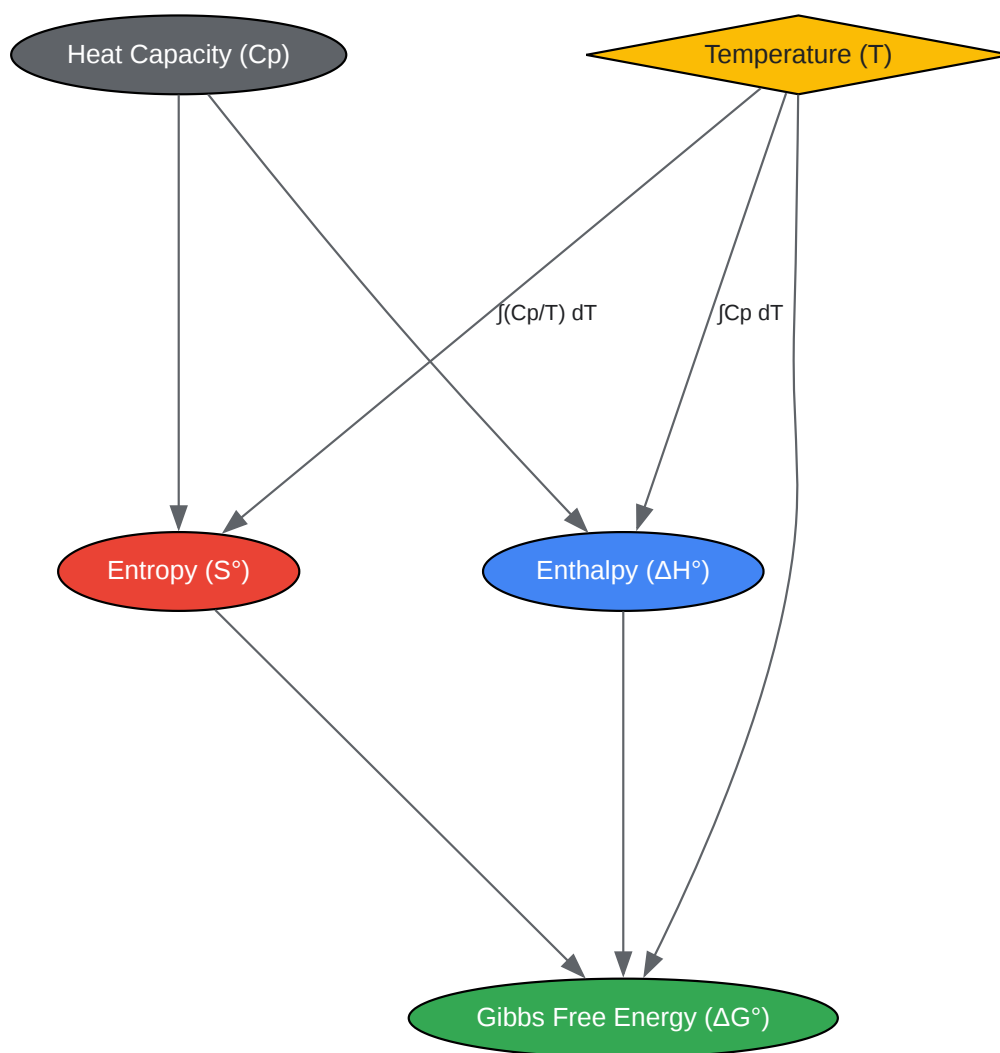 Heat Capacity (Cp)
Temperature (T)
∫(Cp/T) dT
∫Cp dT
Entropy (S°)
Enthalpy (ΔH°)
Gibbs Free Energy (ΔG°)